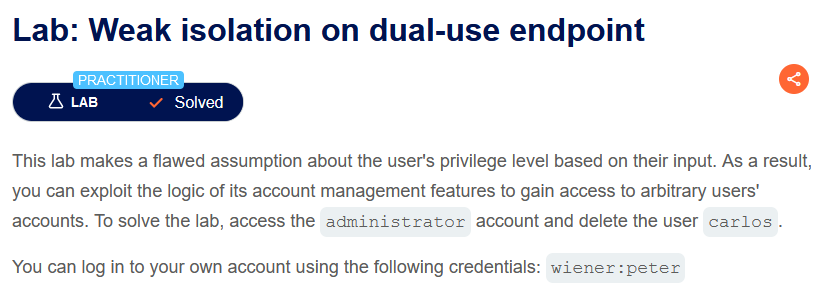 Lab: Weak isolation on dual-use endpoint
PRACTITIONER
LAB
Solved
This lab makes a flawed assumption about the user's privilege level based on their input. As a result,
you can exploit the logic of its account management features to gain access to arbitrary users'
accounts. To solve the lab, access the administrator account and delete the user carlos.
You can log in to your own account using the following credentials: wiener:peter